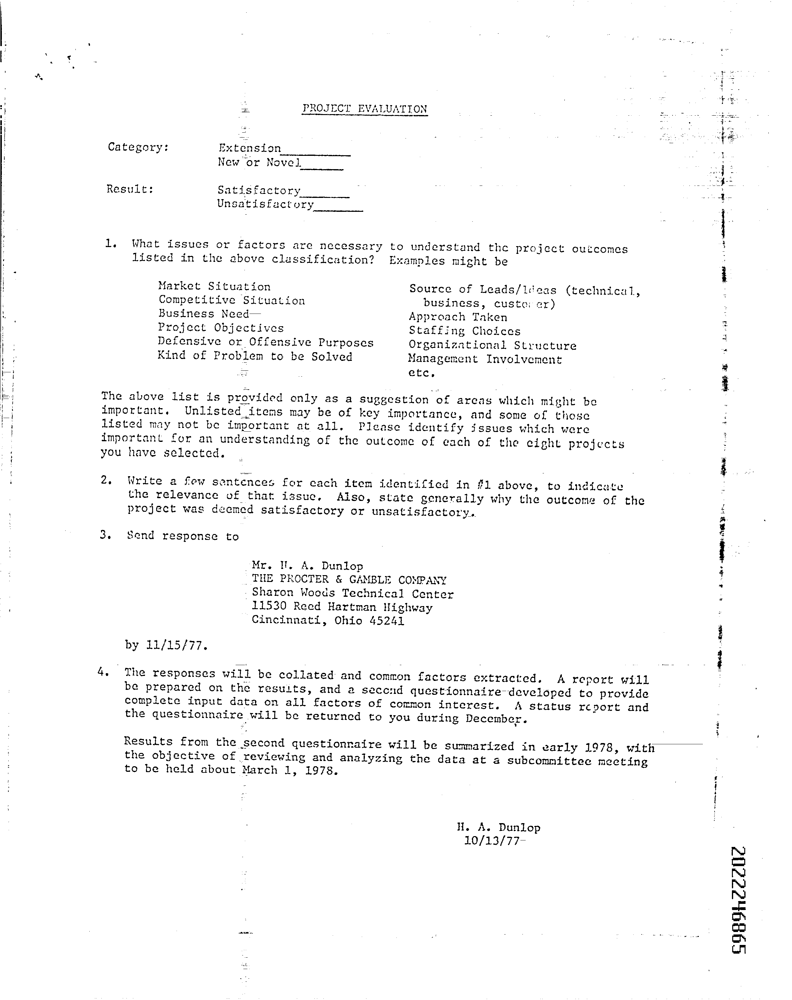 PROJECT EVALUATION
Category: Extension
New or Novel
Result: Satisfactory
Unsatisfactory
1. What issues or factors are necessary to understand the project outcomes
listed in the above classification? Examples might be
Market Situation
Competitive Situation
Business Need
Project Objectives
Defensive or Offensive Purposes
Kind of Problem to be Solved
Source of Leads/Ideas (technical,
business, customer)
Approach Taken
Staffing Choices
Organizational Structure
Management Involvement
etc.
The above list is provided only as a suggestion of areas which might be
important. Unlisted items may be of key importance, and some of those
listed may not be important at all. Please identify issues which were
important for an understanding of the outcome of each of the eight projects
you have selected.
2. Write a few sentences for each item identified in #1 above, to indicate
the relevance of that issue. Also, state generally why the outcome of the
project was deemed satisfactory or unsatisfactory.
3. Send response to
Mr. H. A. Dunlop
THE PROCTER & GAMBLE COMPANY
Sharon Woods Technical Center
11530 Reed Hartman Highway
Cincinnati, Ohio 45241
by 11/15/77.
4. The responses will be collated and common factors extracted. A report will
be prepared on the results, and a second questionnaire developed to provide
complete input data on all factors of common interest. A status report and
the questionnaire will be returned to you during December.
Results from the second questionnaire will be summarized in early 1978, with
the objective of reviewing and analyzing the data at a subcommittee meeting
to be held about March 1, 1978.
H. A. Dunlop
10/13/77
2022246865